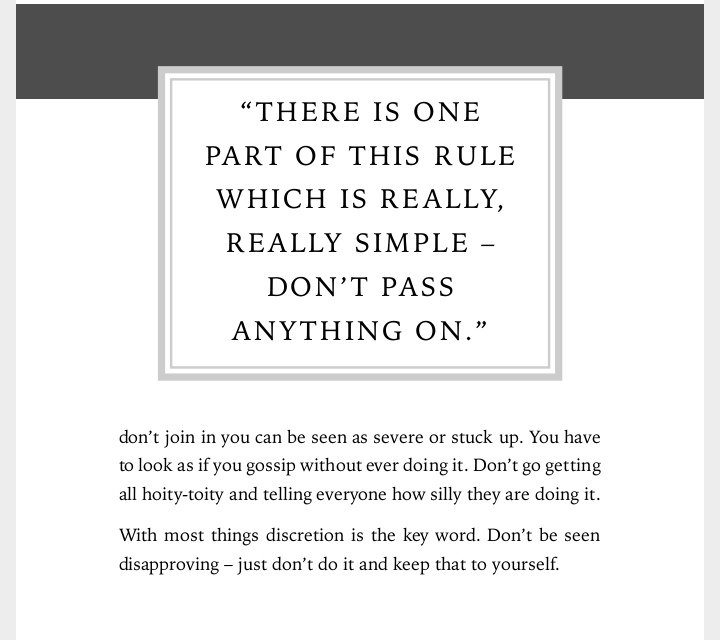 “THERE IS ONE
PART OF THIS RULE
WHICH IS REALLY,
REALLY SIMPLE –
DON’T PASS
ANYTHING ON.”
don’t join in you can be seen as severe or stuck up. You have
to look as if you gossip without ever doing it. Don’t go getting
all hoity-toity and telling everyone how silly they are doing it.
With most things discretion is the key word. Don’t be seen
disapproving – just don’t do it and keep that to yourself.